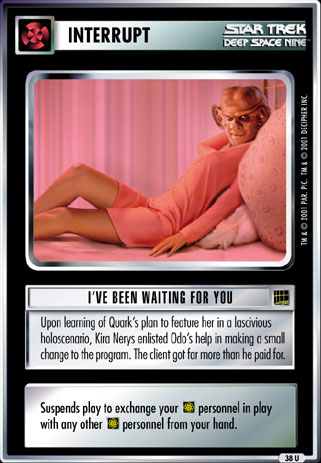 INTERRUPT
STAR TREK
DEEP SPACE NINE™
TM & © 2001 PAR. P.C. TM & © 2001 DECIPHER INC.
I'VE BEEN WAITING FOR YOU
Upon learning of Quark's plan to feature her in a lascivious
holoscenario, Kira Nerys enlisted Odo's help in making a small
change to the program. The client got far more than he paid for.
Suspends play to exchange your personnel in play
with any other personnel from your hand.
38 U